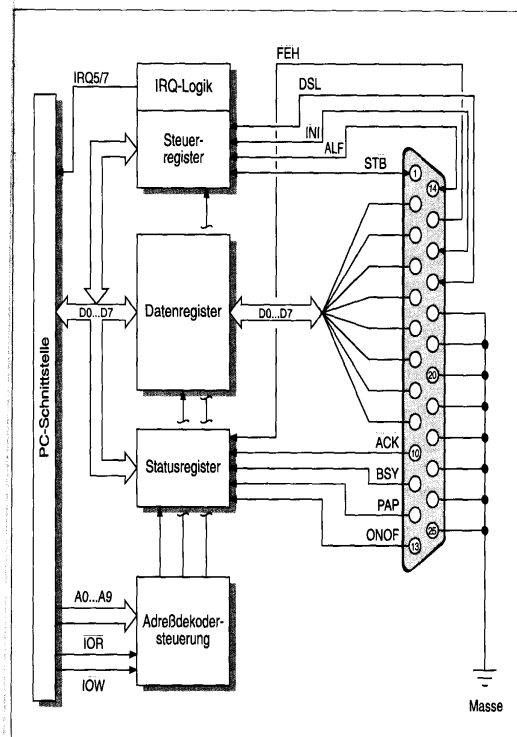 FEH
DSL
INI
ALF
STB
IRQ5/7
IRQ-Logik
Steuer-
register
1
14
PC-Schnittstelle
D0...D7
Datenregister
D0...D7
20
Statusregister
ACK
10
BSY
PAP
ONOF
13
25
A0...A9
IOR
IOW
Adreßdekoder-
steuerung
Masse